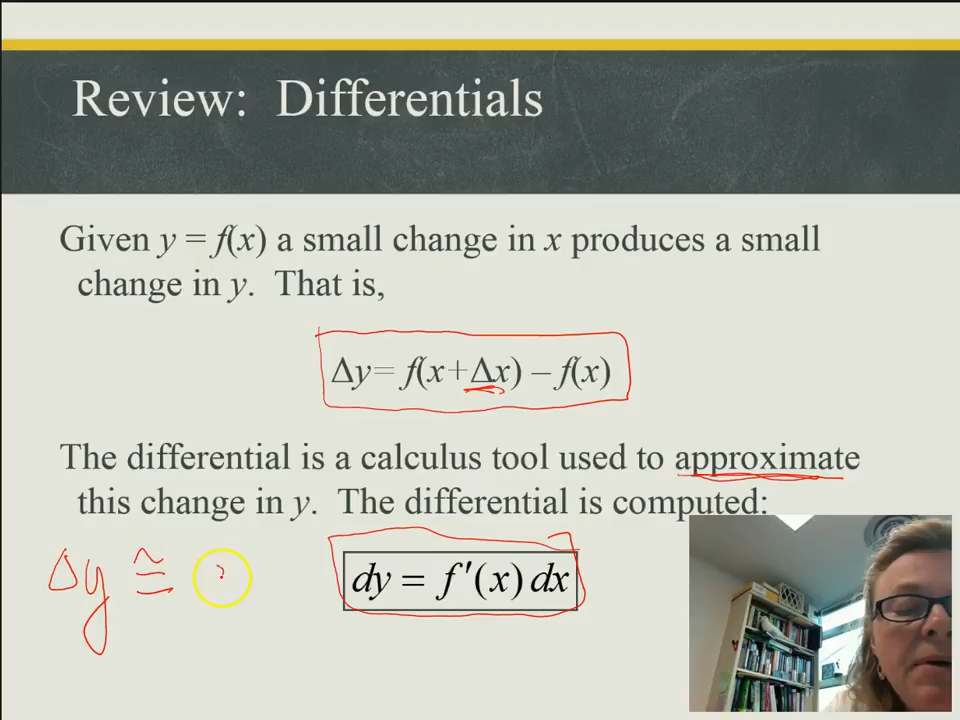 Review: Differentials
Given y = f(x) a small change in x produces a small
change in y. That is,
Δy= f(x+Δx) – f(x)
The differential is a calculus tool used to approximate
this change in y. The differential is computed:
Δy ≅
dy = f′(x) dx